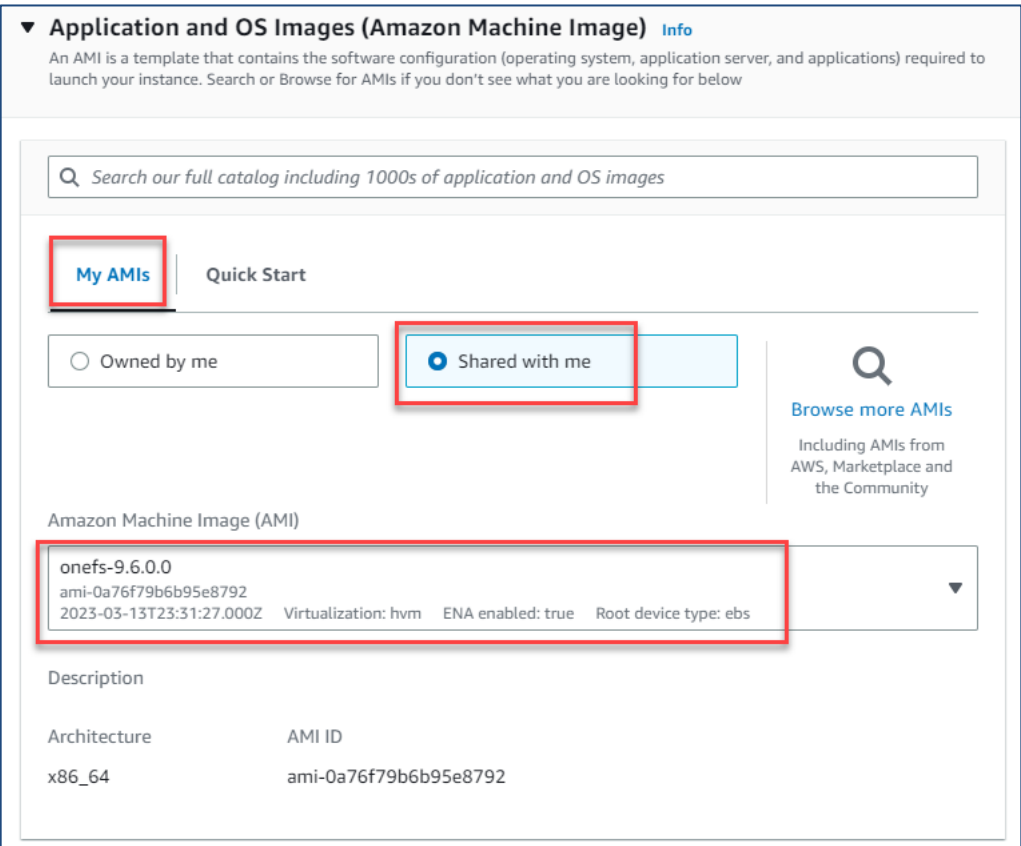 Application and OS Images (Amazon Machine Image) Info
An AMI is a template that contains the software configuration (operating system, application server, and applications) required to
launch your instance. Search or Browse for AMIs if you don't see what you are looking for below
Search our full catalog including 1000s of application and OS images
My AMIs Quick Start
Owned by me Shared with me
Browse more AMIs
Including AMIs from
AWS, Marketplace and
the Community
Amazon Machine Image (AMI)
onefs-9.6.0.0
ami-0a76f79b6b95e8792
2023-03-13T23:31:27.000Z Virtualization: hvm ENA enabled: true Root device type: ebs
Description
Architecture AMI ID
x86_64 ami-0a76f79b6b95e8792